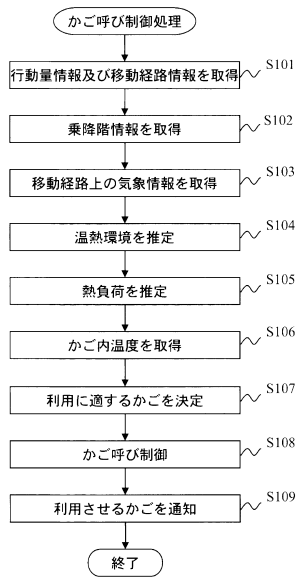 かご呼び制御処理
行動量情報及び移動経路情報を取得
S101
乗降階情報を取得
S102
移動経路上の気象情報を取得
S103
温熱環境を推定
S104
熱負荷を推定
S105
かご内温度を取得
S106
利用に適するかごを決定
S107
かご呼び制御
S108
利用させるかごを通知
S109
終了